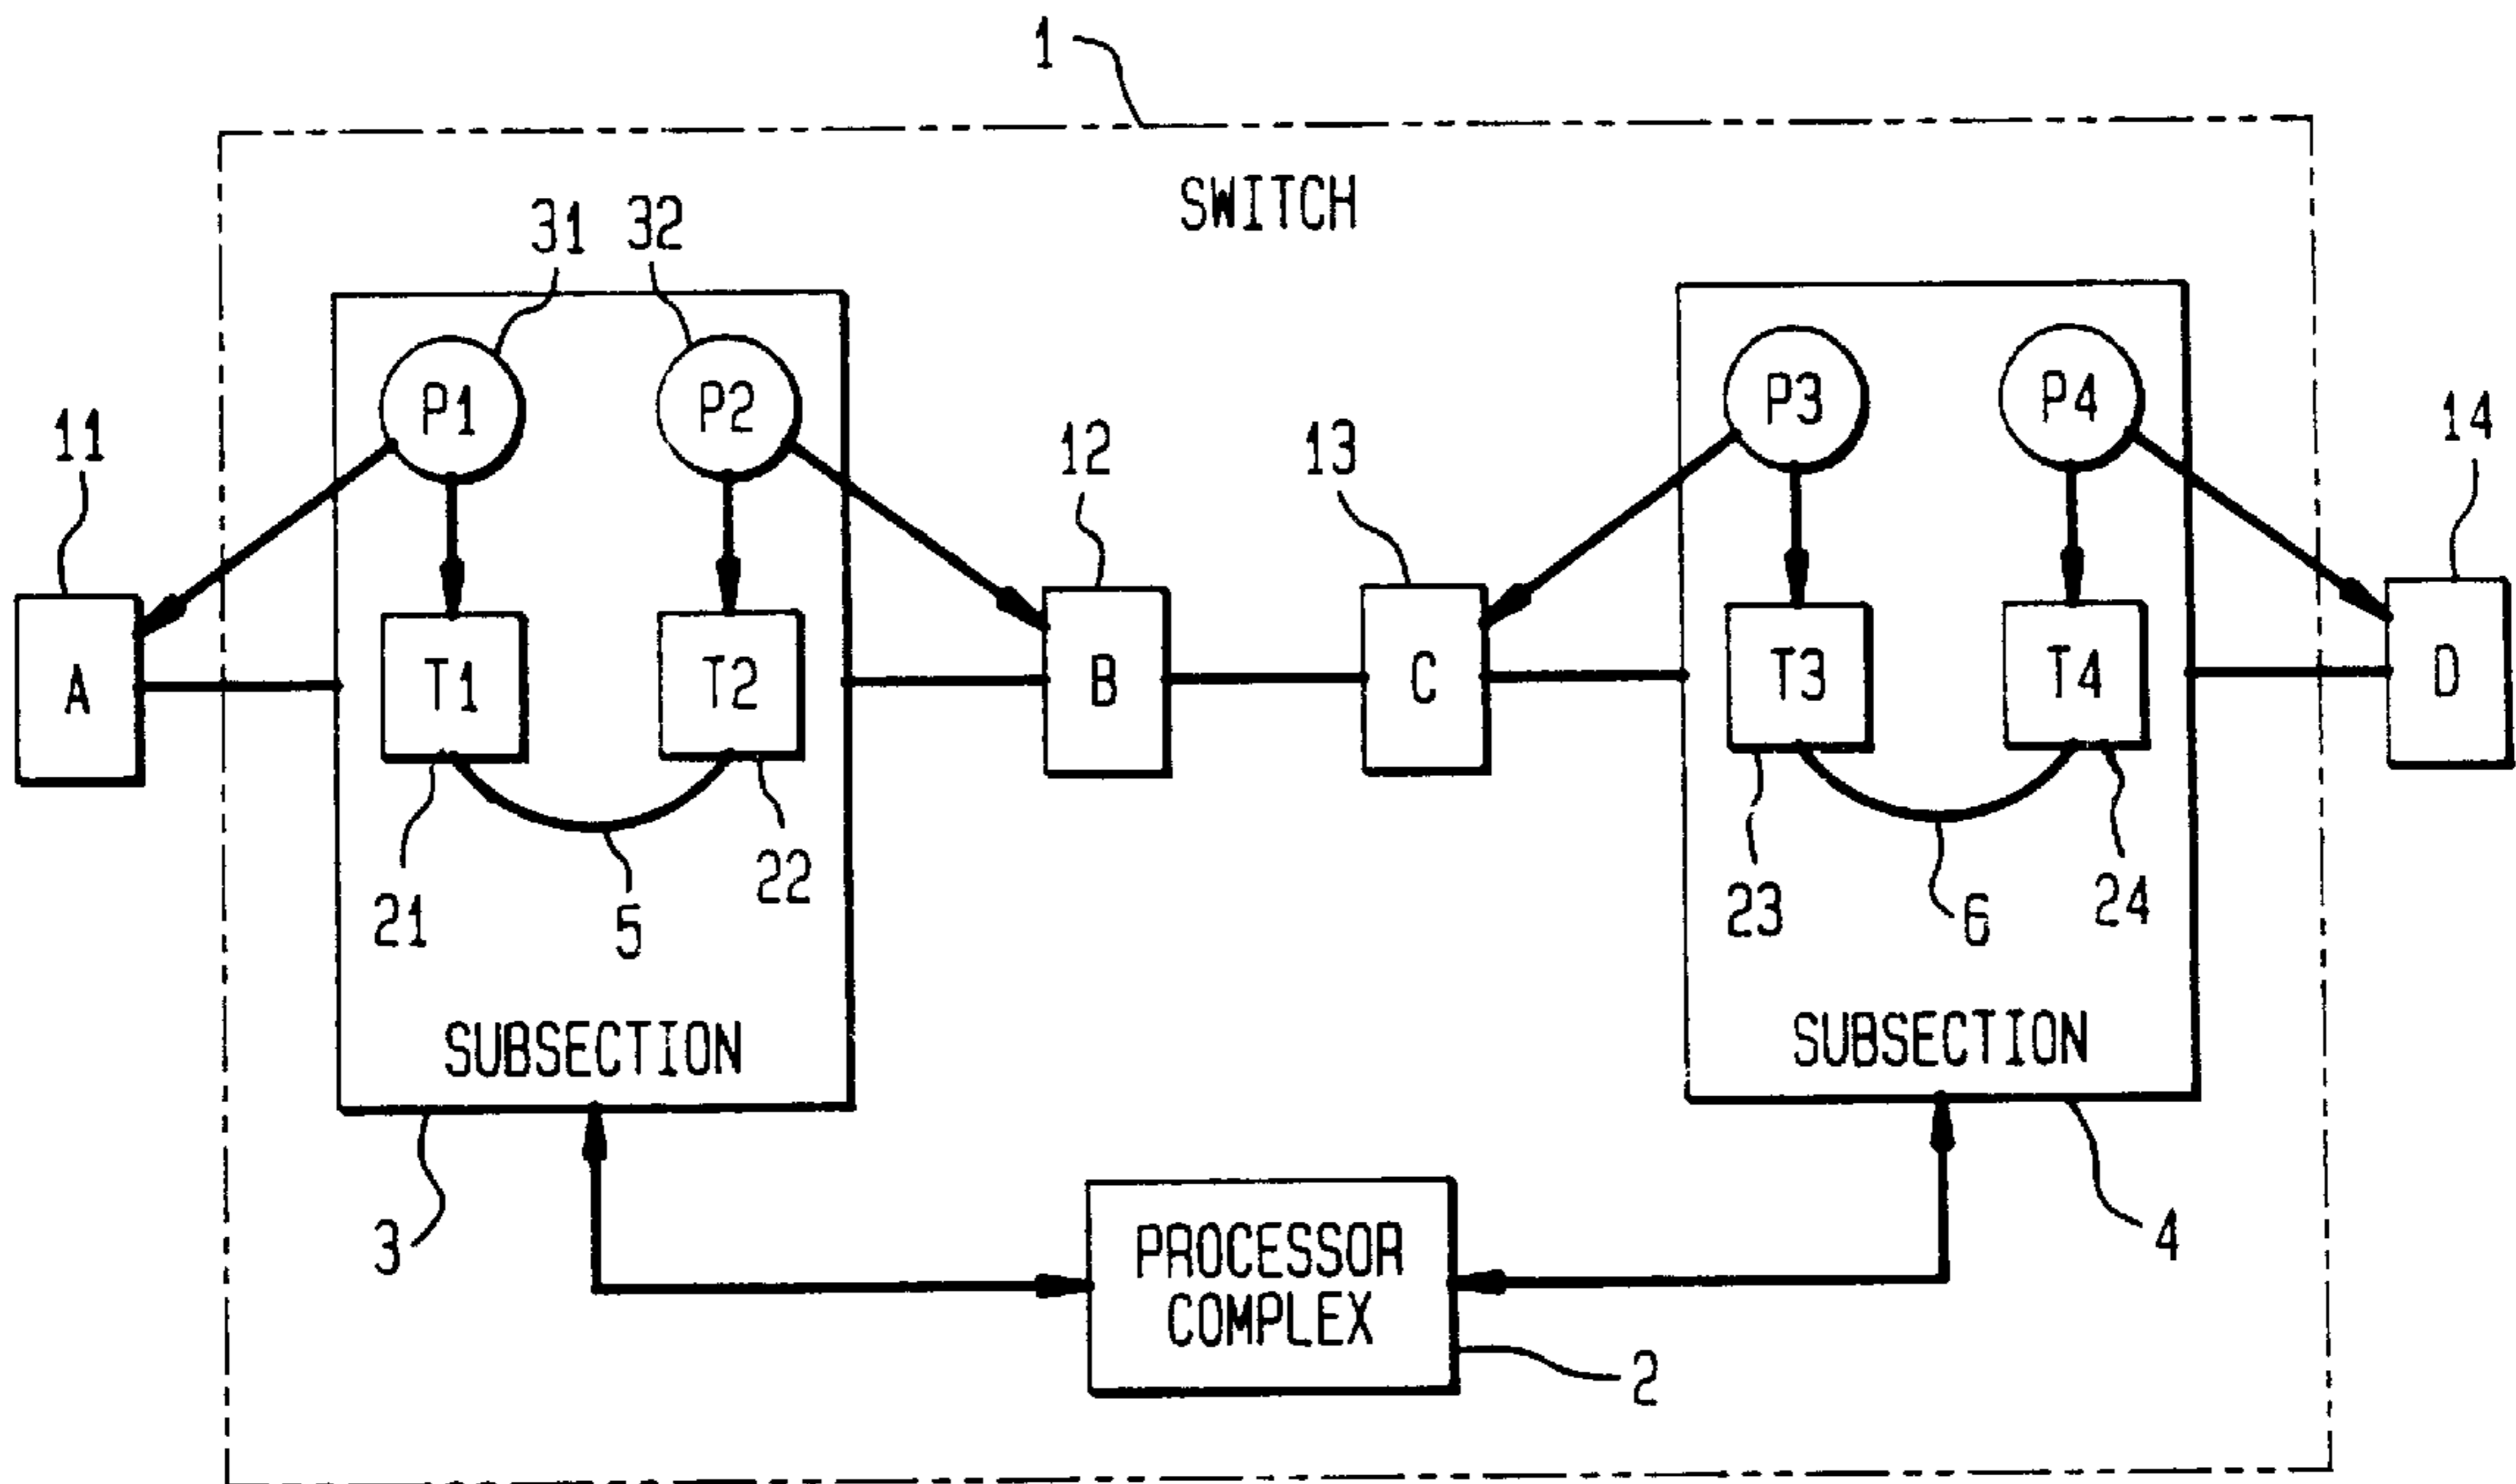 1
SWITCH
31
32
P1
P2
P3
P4
11
12
13
14
A
T1
T2
B
C
T3
T4
D
21
5
22
23
6
24
SUBSECTION
SUBSECTION
3
PROCESSOR
COMPLEX
4
2